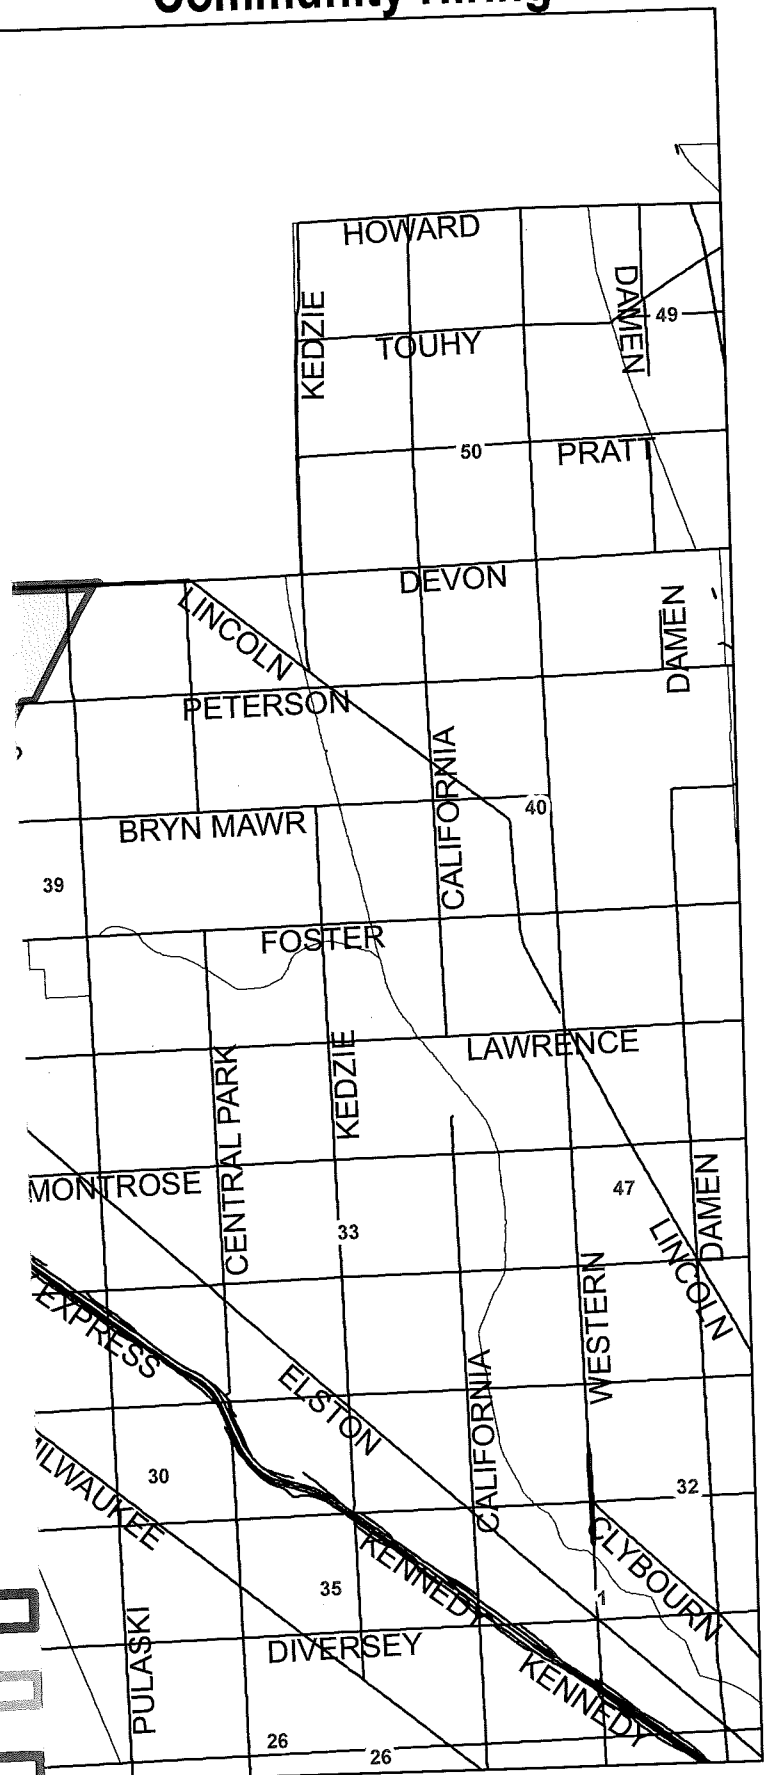 Community Hiring
HOWARD
DAMEN
KEDZIE
49
TOUHY
50
PRATT
DEVON
LINCOLN
DAMEN
PETERSON
CALIFORNIA
40
BRYN MAWR
39
FOSTER
LAWRENCE
KEDZIE
CENTRAL PARK
MONTROSE
47
DAMEN
33
LINCOLN
WESTERN
EXPRESS
CALIFORNIA
ELSTON
30
32
MILWAUKEE
CLYBOURN
KENNEDY
35
1
PULASKI
DIVERSEY
KENNEDY
26
26